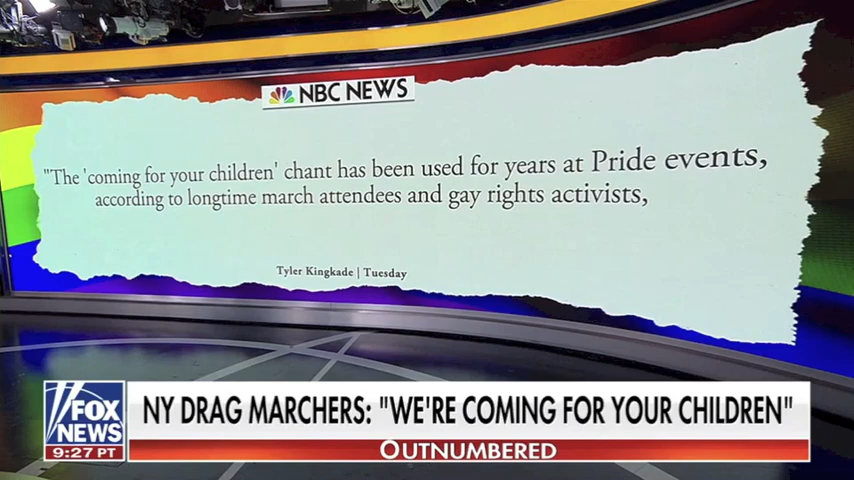 NBC NEWS
"The 'coming for your children' chant has been used for years at Pride events,
according to longtime march attendees and gay rights activists,
Tyler Kingkade | Tuesday
FOX
NEWS
9:27 PT
NY DRAG MARCHERS: "WE'RE COMING FOR YOUR CHILDREN"
OUTNUMBERED